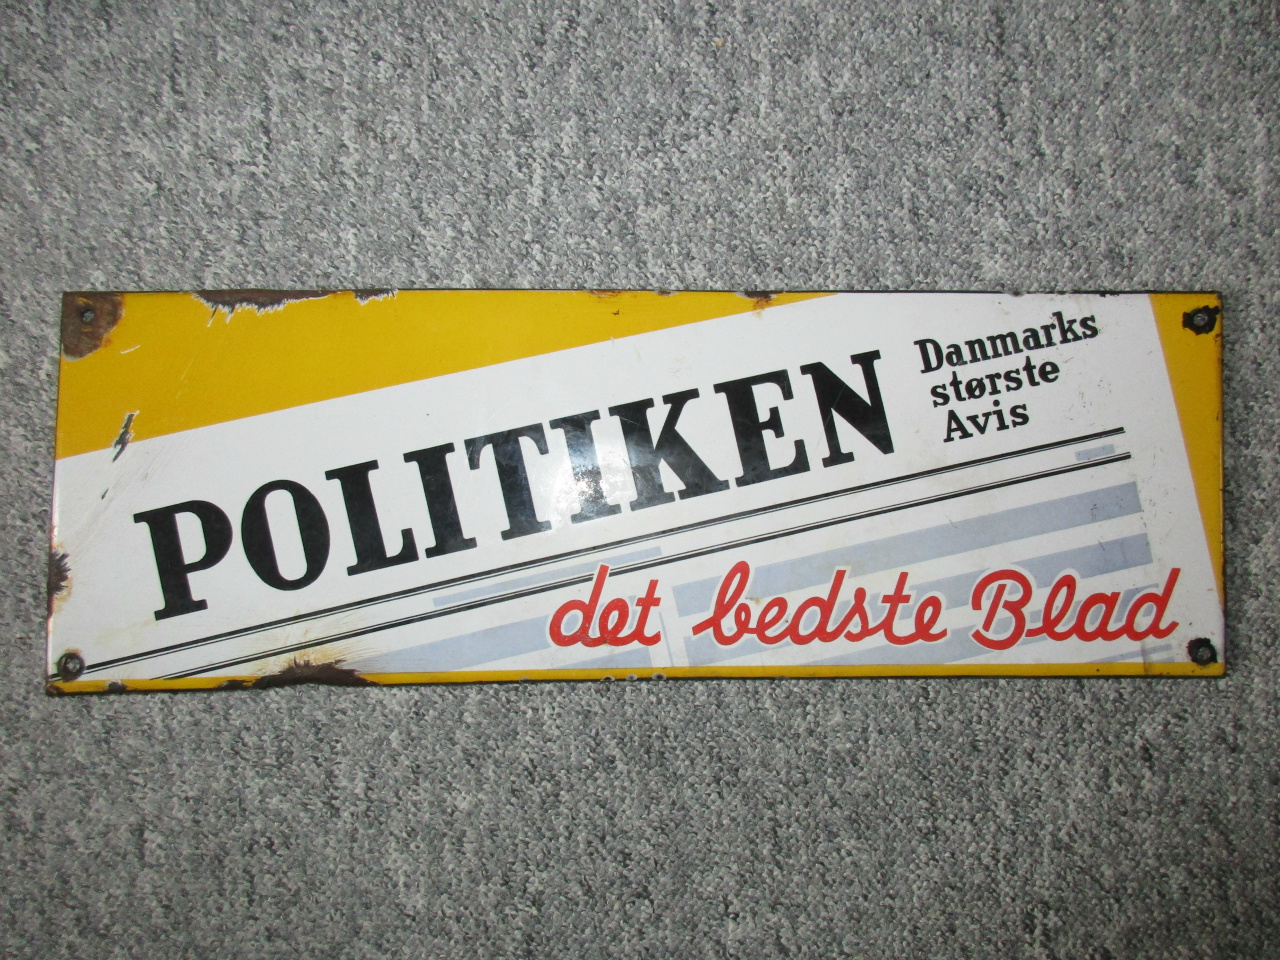 POLITIKEN
Danmarks
største
Avis
det bedste Blad